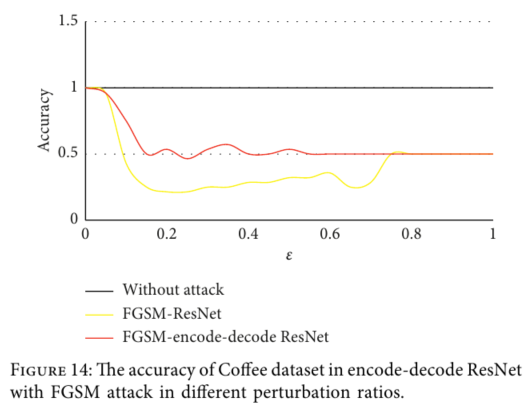 1.5
1
Accuracy
0.5
0
0
0.2
0.4
0.6
0.8
1
ε
Without attack
FGSM-ResNet
FGSM-encode-decode ResNet
Figure 14: The accuracy of Coffee dataset in encode-decode ResNet
with FGSM attack in different perturbation ratios.